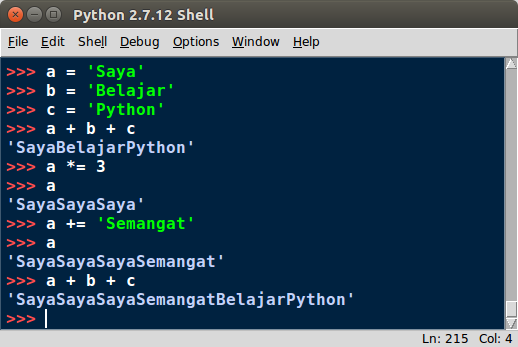 Python 2.7.12 Shell
File Edit Shell Debug Options Window Help
>>> a = 'Saya'
>>> b = 'Belajar'
>>> c = 'Python'
>>> a + b + c
'SayaBelajarPython'
>>> a *= 3
>>> a
'SayaSayaSaya'
>>> a += 'Semangat'
>>> a
'SayaSayaSayaSemangat'
>>> a + b + c
'SayaSayaSayaSemangatBelajarPython'
>>>
Ln: 215 Col: 4